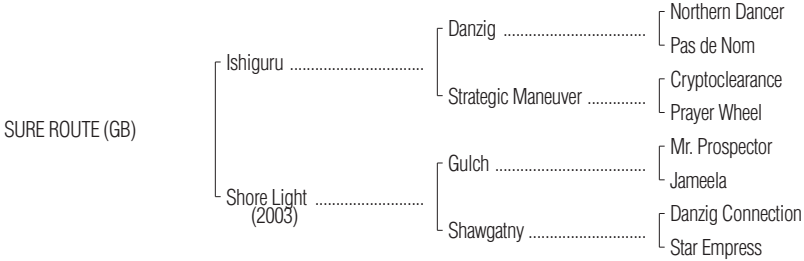 Northern Dancer
Danzig ..................................
Pas de Nom
Ishiguru ................................
Cryptoclearance
Strategic Maneuver ..............
Prayer Wheel
SURE ROUTE (GB)
Mr. Prospector
Gulch ....................................
Jameela
Shore Light ..........................
(2003)
Danzig Connection
Shawgatny ............................
Star Empress